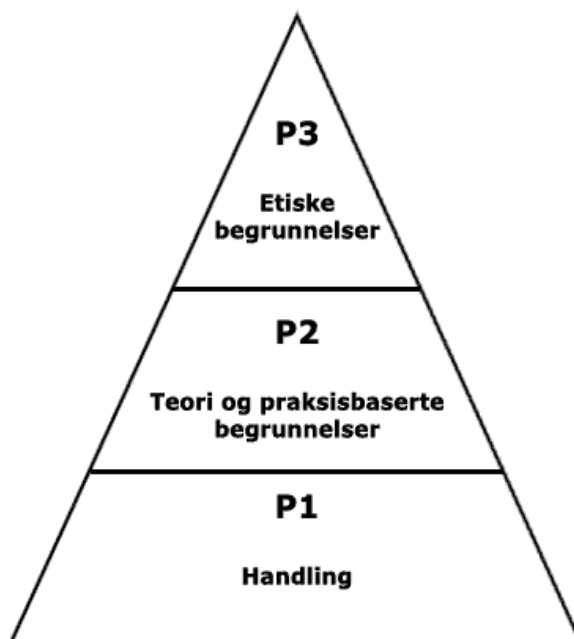 P3
Etiske
begrunnelser
P2
Teori og praksisbaserte
begrunnelser
P1
Handling